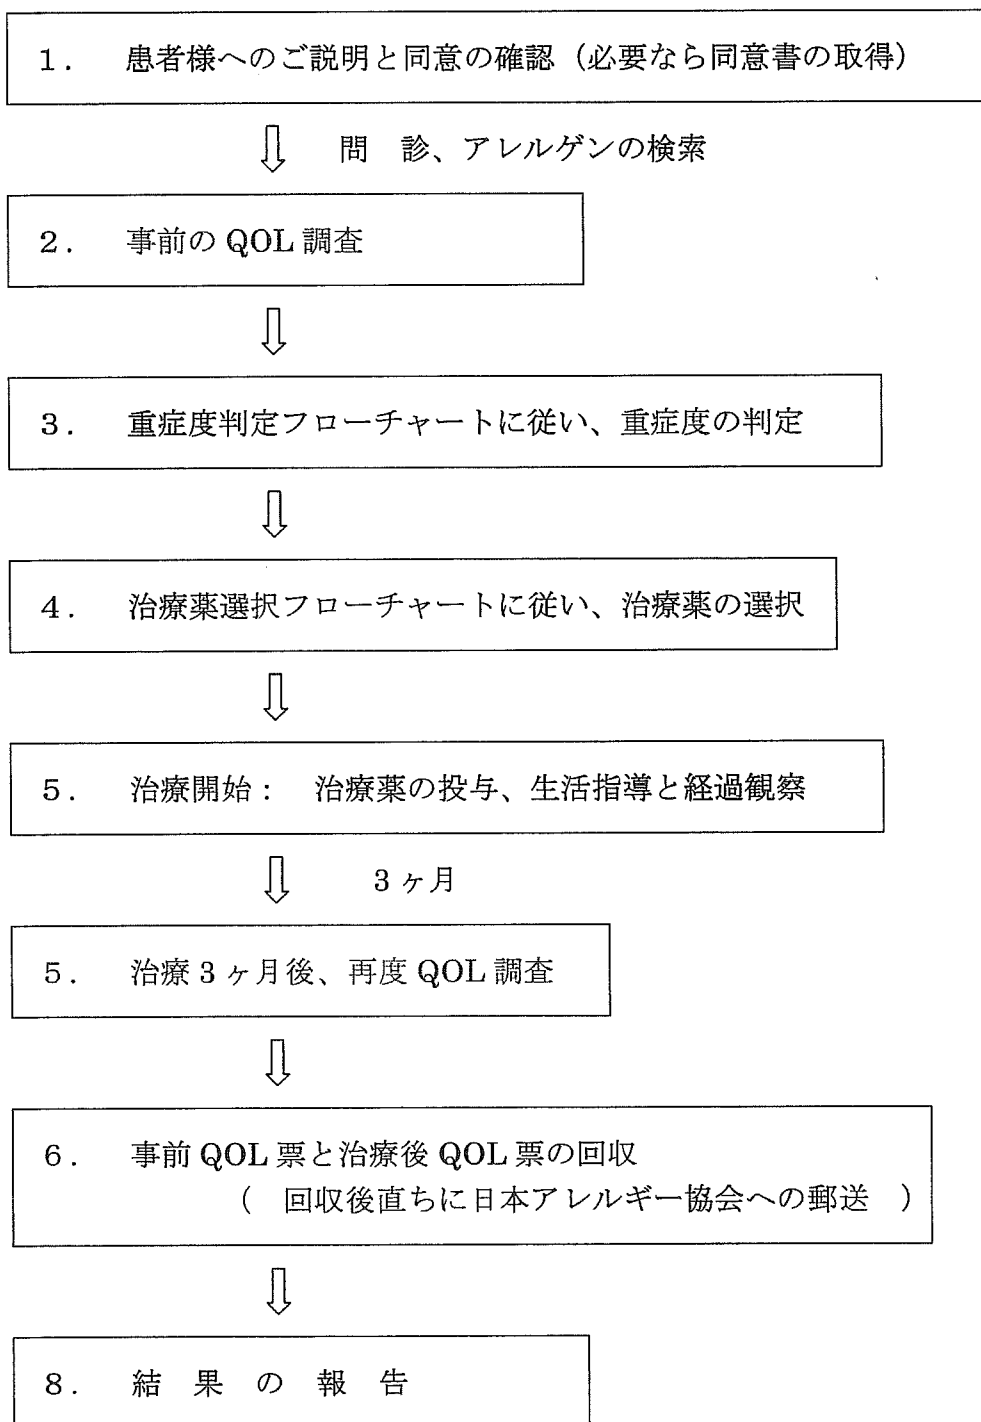 １．　患者様へのご説明と同意の確認（必要なら同意書の取得）
問　診、アレルゲンの検索
２．　事前の QOL 調査
３．　重症度判定フローチャートに従い、重症度の判定
４．　治療薬選択フローチャートに従い、治療薬の選択
５．　治療開始：　治療薬の投与、生活指導と経過観察
３ヶ月
５．　治療３ヶ月後、再度 QOL 調査
６．　事前 QOL 票と治療後 QOL 票の回収
（　回収後直ちに日本アレルギー協会への郵送　）
８．　結　果　の　報　告